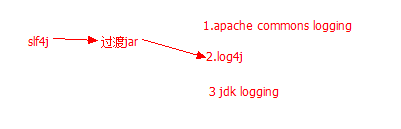 1.apache commons logging
slf4j 过渡jar 2.log4j
3 jdk logging